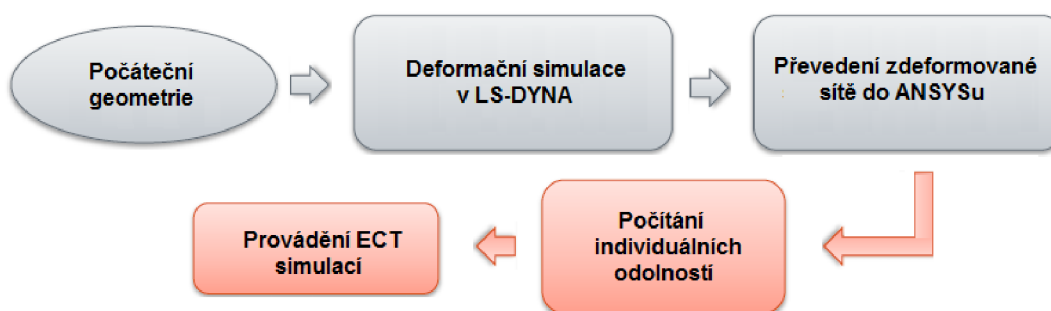 Počáteční
geometrie
Deformační simulace
v LS-DYNA
Převedení zdeformované
sítě do ANSYSu
Počítání
individuálních
odolností
Provádění ECT
simulací